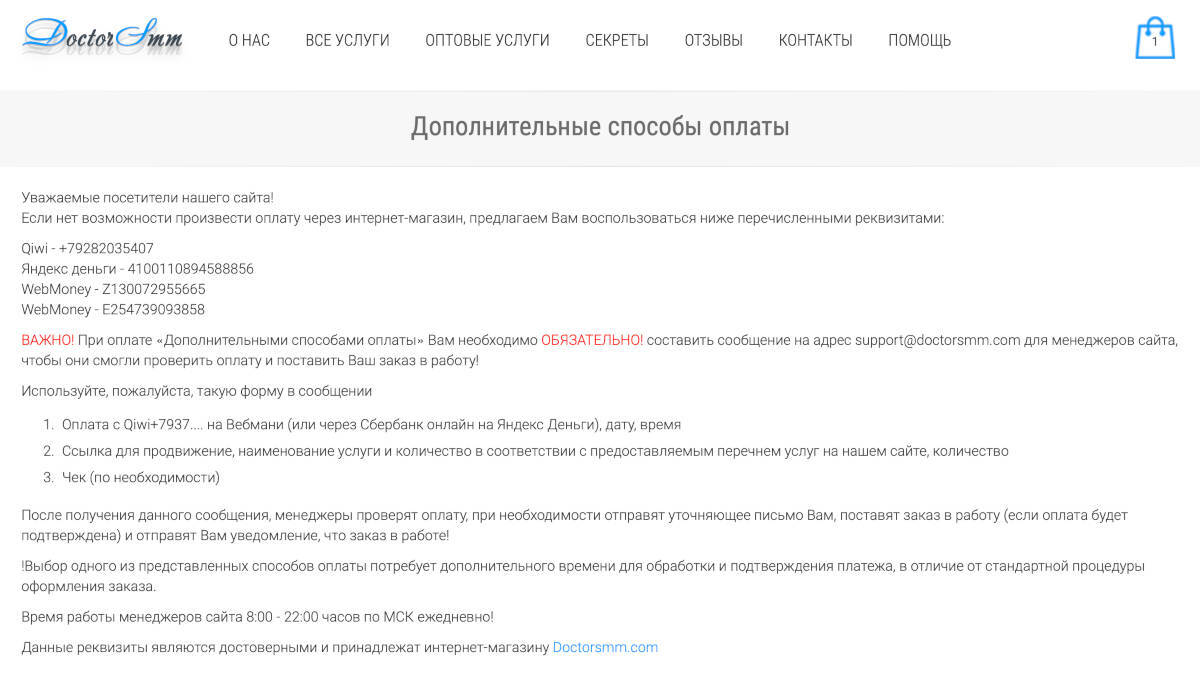 DoctorSmm
О НАС
ВСЕ УСЛУГИ
ОПТОВЫЕ УСЛУГИ
СЕКРЕТЫ
ОТЗЫВЫ
КОНТАКТЫ
ПОМОЩЬ
1
Дополнительные способы оплаты
Уважаемые посетители нашего сайта!
Если нет возможности произвести оплату через интернет-магазин, предлагаем Вам воспользоваться ниже перечисленными реквизитами:
Qiwi - +79282035407
Яндекс деньги - 4100110894588856
WebMoney - Z130072955665
WebMoney - E254739093858
ВАЖНО! При оплате «Дополнительными способами оплаты» Вам необходимо ОБЯЗАТЕЛЬНО! составить сообщение на адрес support@doctorsmm.com для менеджеров сайта,
чтобы они смогли проверить оплату и поставить Ваш заказ в работу!
Используйте, пожалуйста, такую форму в сообщении
1. Оплата с Qiwi+7937.... на Вебмани (или через Сбербанк онлайн на Яндекс Деньги), дату, время
2. Ссылка для продвижение, наименование услуги и количество в соответствии с предоставляемым перечнем услуг на нашем сайте, количество
3. Чек (по необходимости)
После получения данного сообщения, менеджеры проверят оплату, при необходимости отправят уточняющее письмо Вам, поставят заказ в работу (если оплата будет
подтверждена) и отправят Вам уведомление, что заказ в работе!
!Выбор одного из представленных способов оплаты потребует дополнительного времени для обработки и подтверждения платежа, в отличие от стандартной процедуры
оформления заказа.
Время работы менеджеров сайта 8:00 - 22:00 часов по МСК ежедневно!
Данные реквизиты являются достоверными и принадлежат интернет-магазину Doctorsmm.com